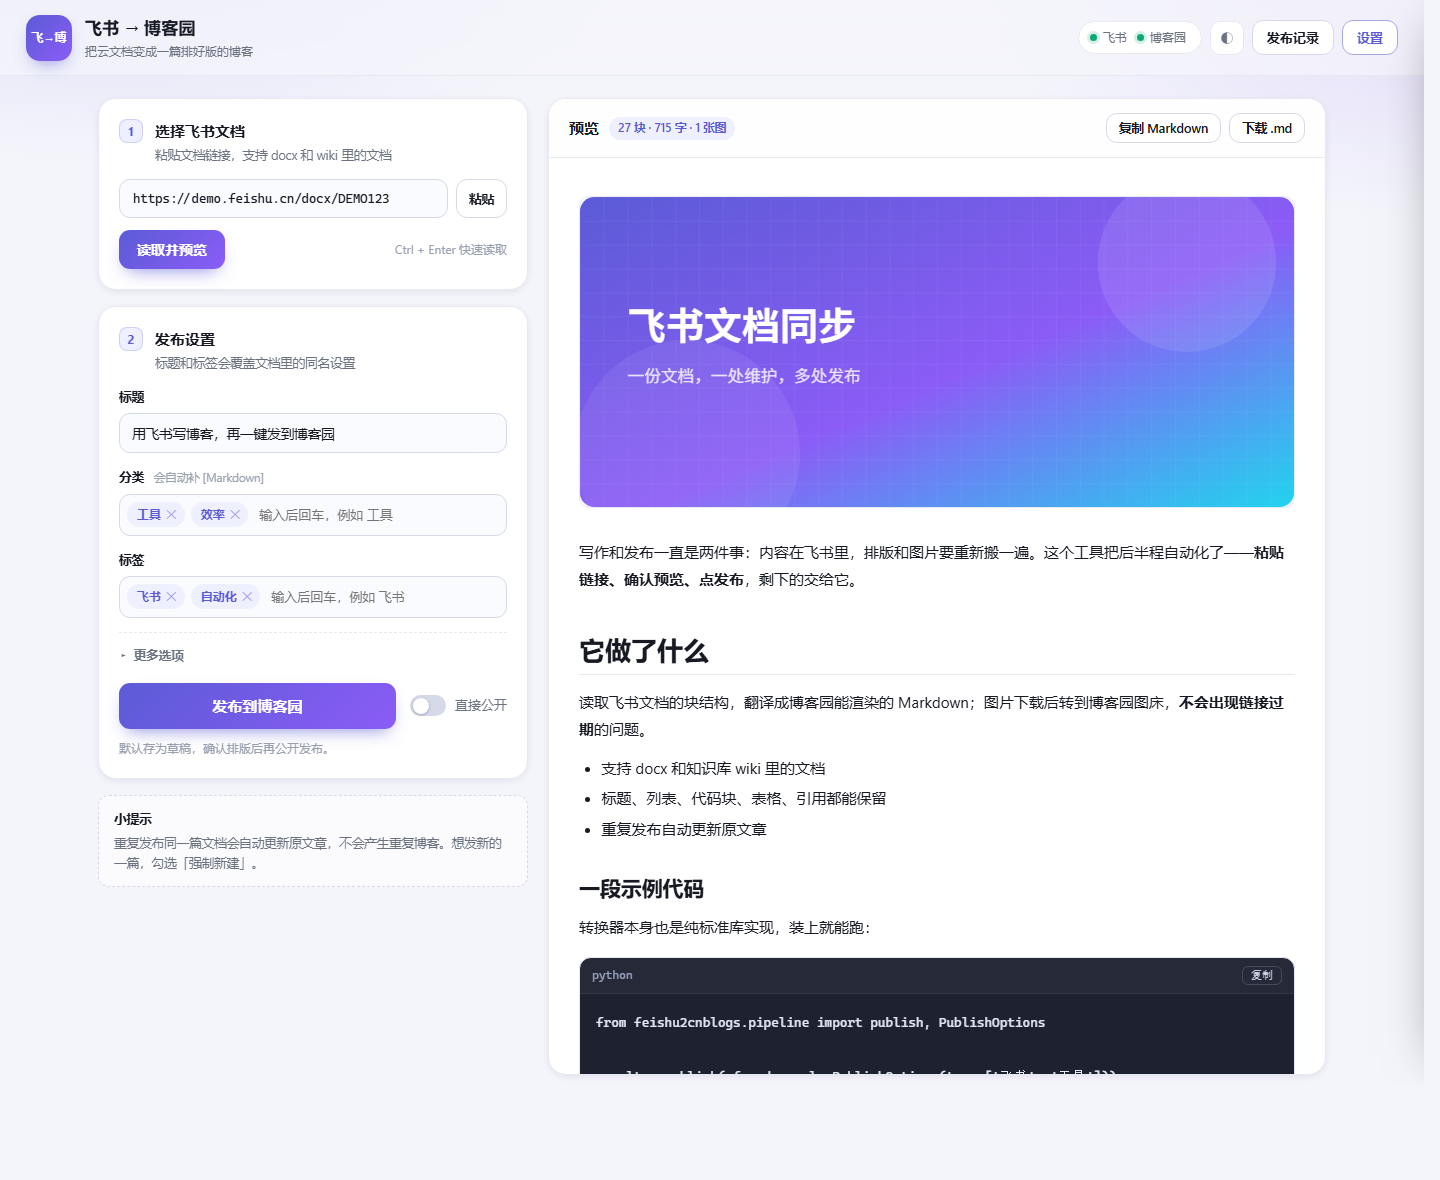 飞→博
飞书 → 博客园
把云文档变成一篇排好版的博客
飞书
博客园
发布记录
设置
1
选择飞书文档
粘贴文档链接，支持 docx 和 wiki 里的文档
https://demo.feishu.cn/docx/DEMO123
粘贴
读取并预览
Ctrl + Enter 快速读取
2
发布设置
标题和标签会覆盖文档里的同名设置
标题
用飞书写博客，再一键发到博客园
分类 会自动补 [Markdown]
工具 × 效率 × 输入后回车，例如 工具
标签
飞书 × 自动化 × 输入后回车，例如 飞书
更多选项
发布到博客园
直接公开
默认存为草稿，确认排版后再公开发布。
小提示
重复发布同一篇文档会自动更新原文章，不会产生重复博客。想发新的
一篇，勾选「强制新建」。
预览
27 块 · 715 字 · 1 张图
复制 Markdown
下载 .md
飞书文档同步
一份文档，一处维护，多处发布
写作和发布一直是两件事：内容在飞书里，排版和图片要重新搬一遍。这个工具把后半程自动化了——粘贴
链接、确认预览、点发布，剩下的交给它。
它做了什么
读取飞书文档的块结构，翻译成博客园能渲染的 Markdown；图片下载后转到博客园图床，不会出现链接过
期的问题。
支持 docx 和知识库 wiki 里的文档
标题、列表、代码块、表格、引用都能保留
重复发布自动更新原文章
一段示例代码
转换器本身也是纯标准库实现，装上就能跑：
python
复制
from feishu2cnblogs.pipeline import publish, PublishOptions